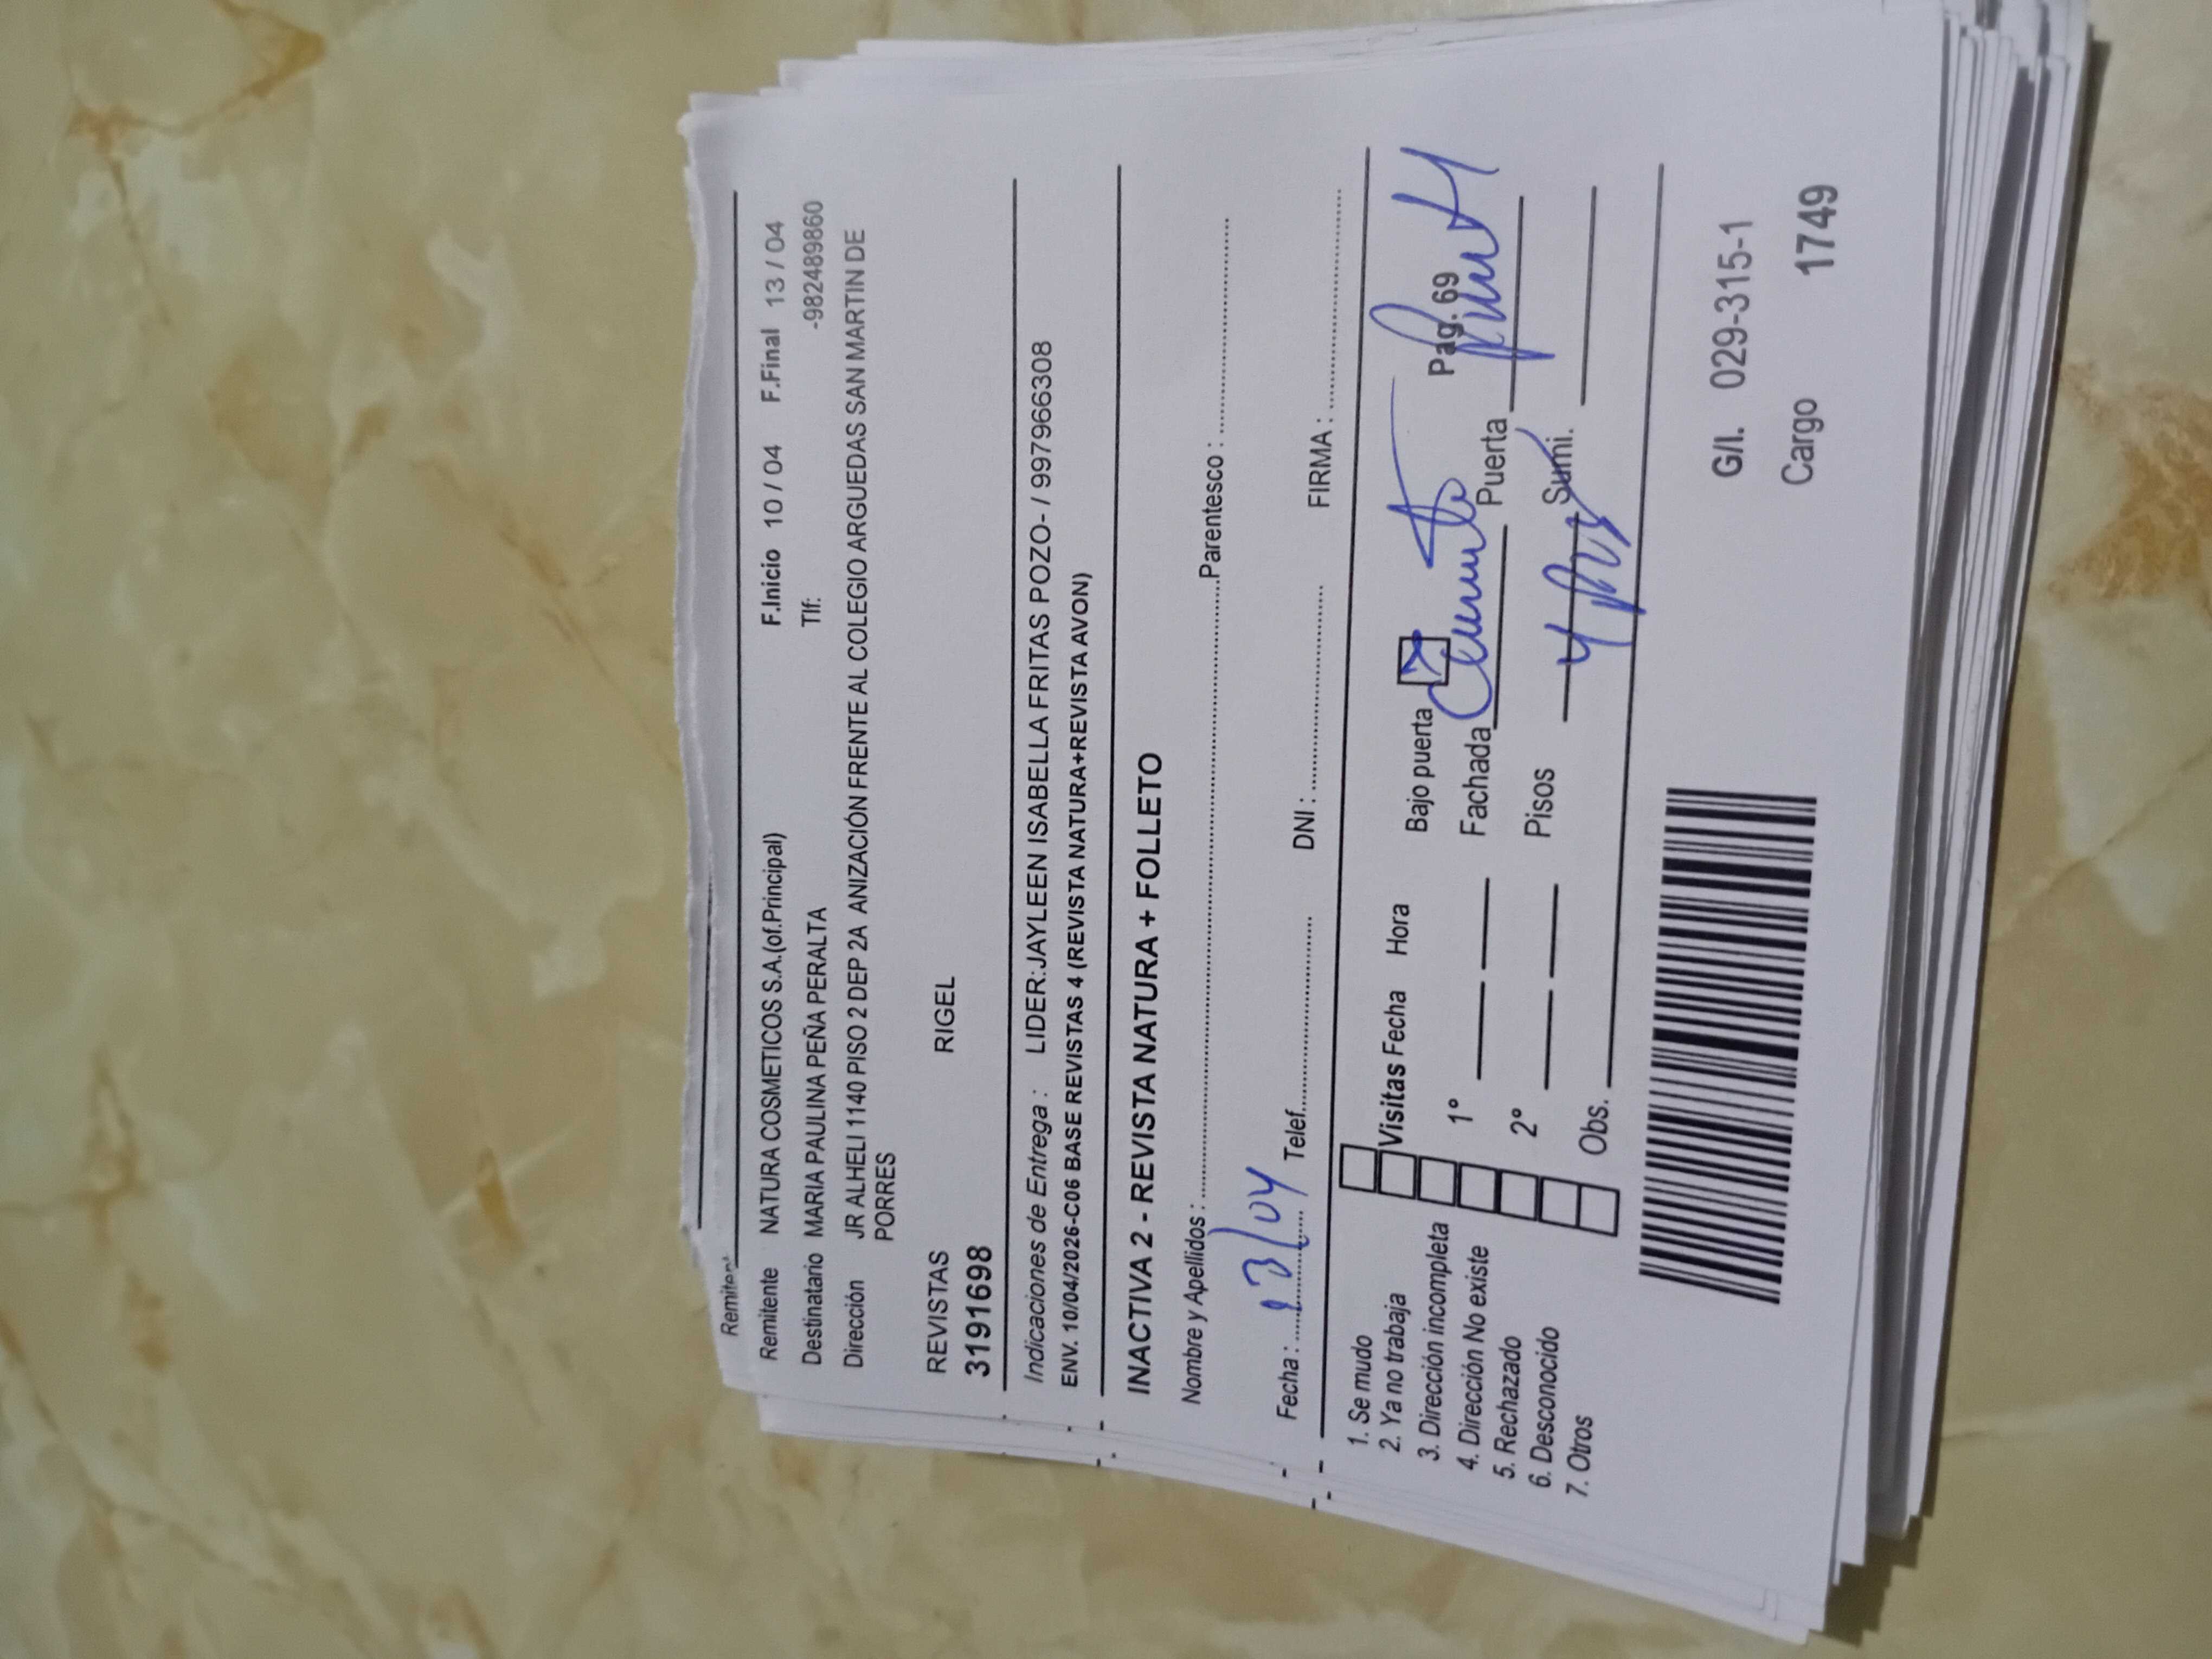 Remitent
Remitente NATURA COSMETICOS S.A.(of.Principal) F.Inicio 10 / 04 F.Final 13 / 04
Destinatario MARIA PAULINA PEÑA PERALTA Tlf: -982489860
Dirección JR ALHELI 1140 PISO 2 DEP 2A ANIZACIÓN FRENTE AL COLEGIO ARGUEDAS SAN MARTIN DE
PORRES
REVISTAS RIGEL
3191698
Indicaciones de Entrega : LIDER:JAYLEEN ISABELLA FRITAS POZO- / 997966308
ENV. 10/04/2026-C06 BASE REVISTAS 4 (REVISTA NATURA+REVISTA AVON)
INACTIVA 2 - REVISTA NATURA + FOLLETO
Nombre y Apellidos : Parentesco :
Fecha : 13/04 Telef. DNI : FIRMA :
1. Se mudo
2. Ya no trabaja
3. Dirección incompleta
4. Dirección No existe
5. Rechazado
6. Desconocido
7. Otros
Visitas Fecha Hora
1°
2°
Obs.
Bajo puerta Pag. 69
Fachada Puerta
Pisos Sumi.
G/I. 029-315-1
Cargo 1749